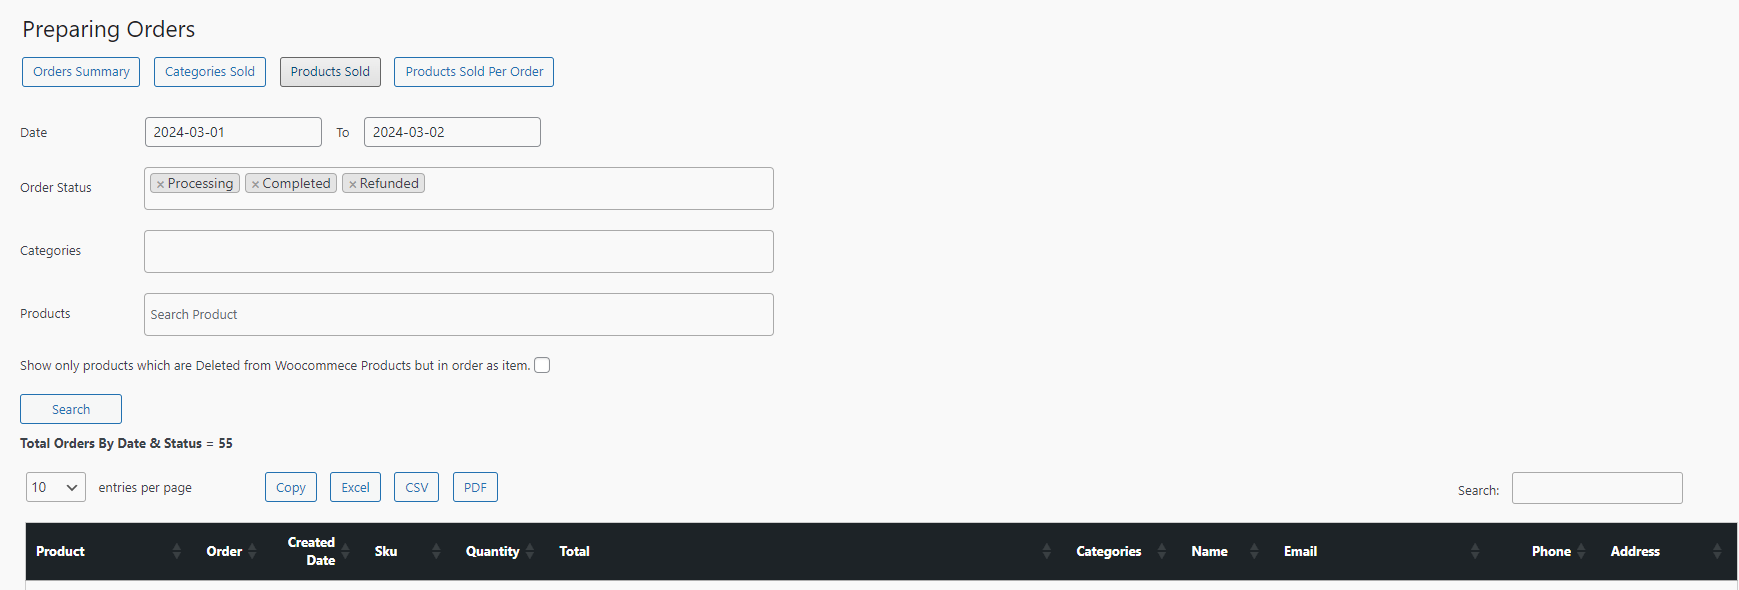 Preparing Orders
Orders Summary Categories Sold Products Sold Products Sold Per Order
Date 2024-03-01 To 2024-03-02
Order Status × Processing × Completed × Refunded
Categories
Products Search Product
Show only products which are Deleted from Woocommece Products but in order as item.
Search
Total Orders By Date & Status = 55
10 entries per page Copy Excel CSV PDF Search:
Product Order Created Date Sku Quantity Total Categories Name Email Phone Address